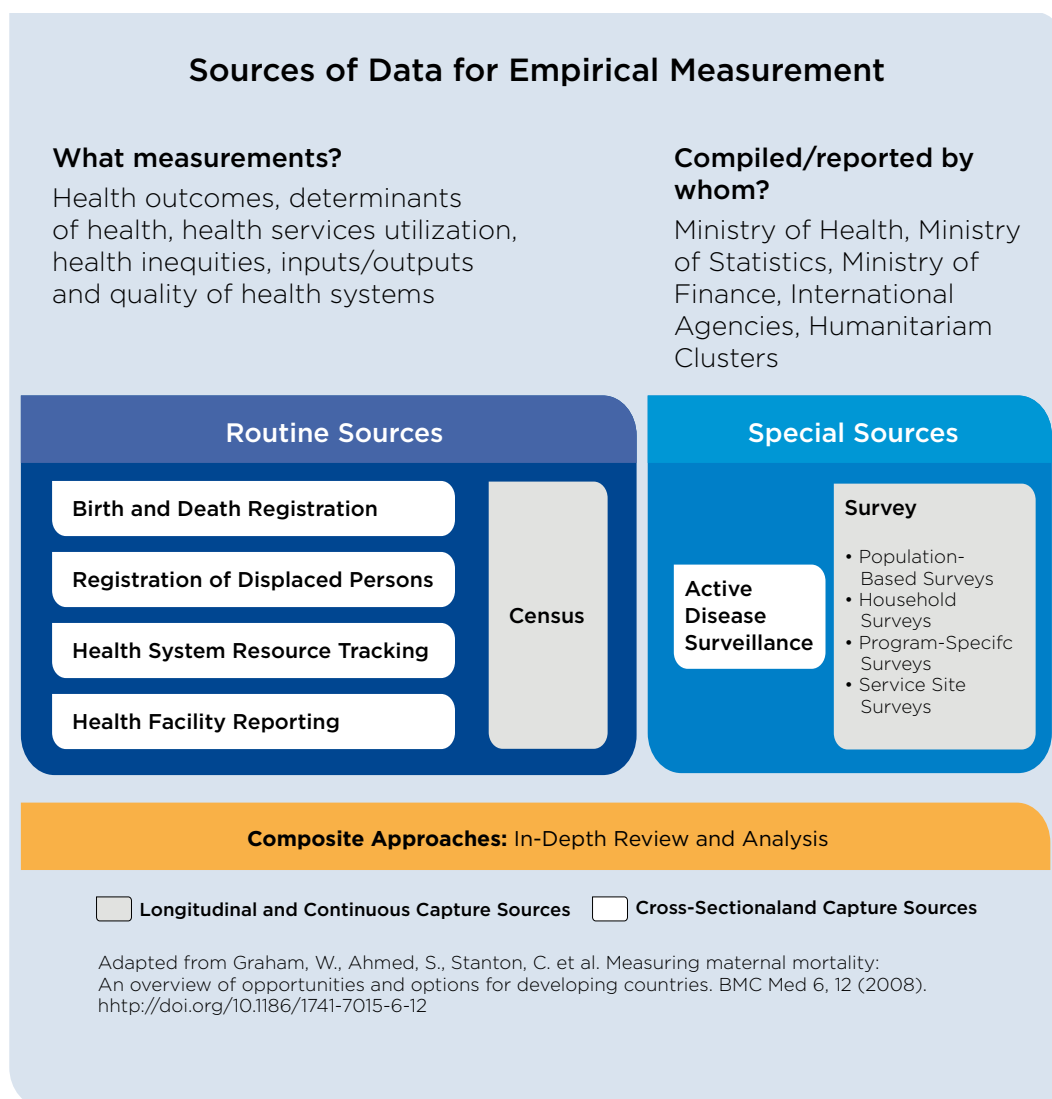 Sources of Data for Empirical Measurement
What measurements?
Health outcomes, determinants
of health, health services utilization,
health inequities, inputs/outputs
and quality of health systems
Compiled/reported by
whom?
Ministry of Health, Ministry
of Statistics, Ministry of
Finance, International
Agencies, Humanitariam
Clusters
Routine Sources
Birth and Death Registration
Registration of Displaced Persons
Health System Resource Tracking
Health Facility Reporting
Census
Special Sources
Active
Disease
Surveillance
Survey
• Population-
Based Surveys
• Household
Surveys
• Program-Specifc
Surveys
• Service Site
Surveys
Composite Approaches: In-Depth Review and Analysis
Longitudinal and Continuous Capture Sources
Cross-Sectionaland Capture Sources
Adapted from Graham, W., Ahmed, S., Stanton, C. et al. Measuring maternal mortality:
An overview of opportunities and options for developing countries. BMC Med 6, 12 (2008).
hhtp://doi.org/10.1186/1741-7015-6-12